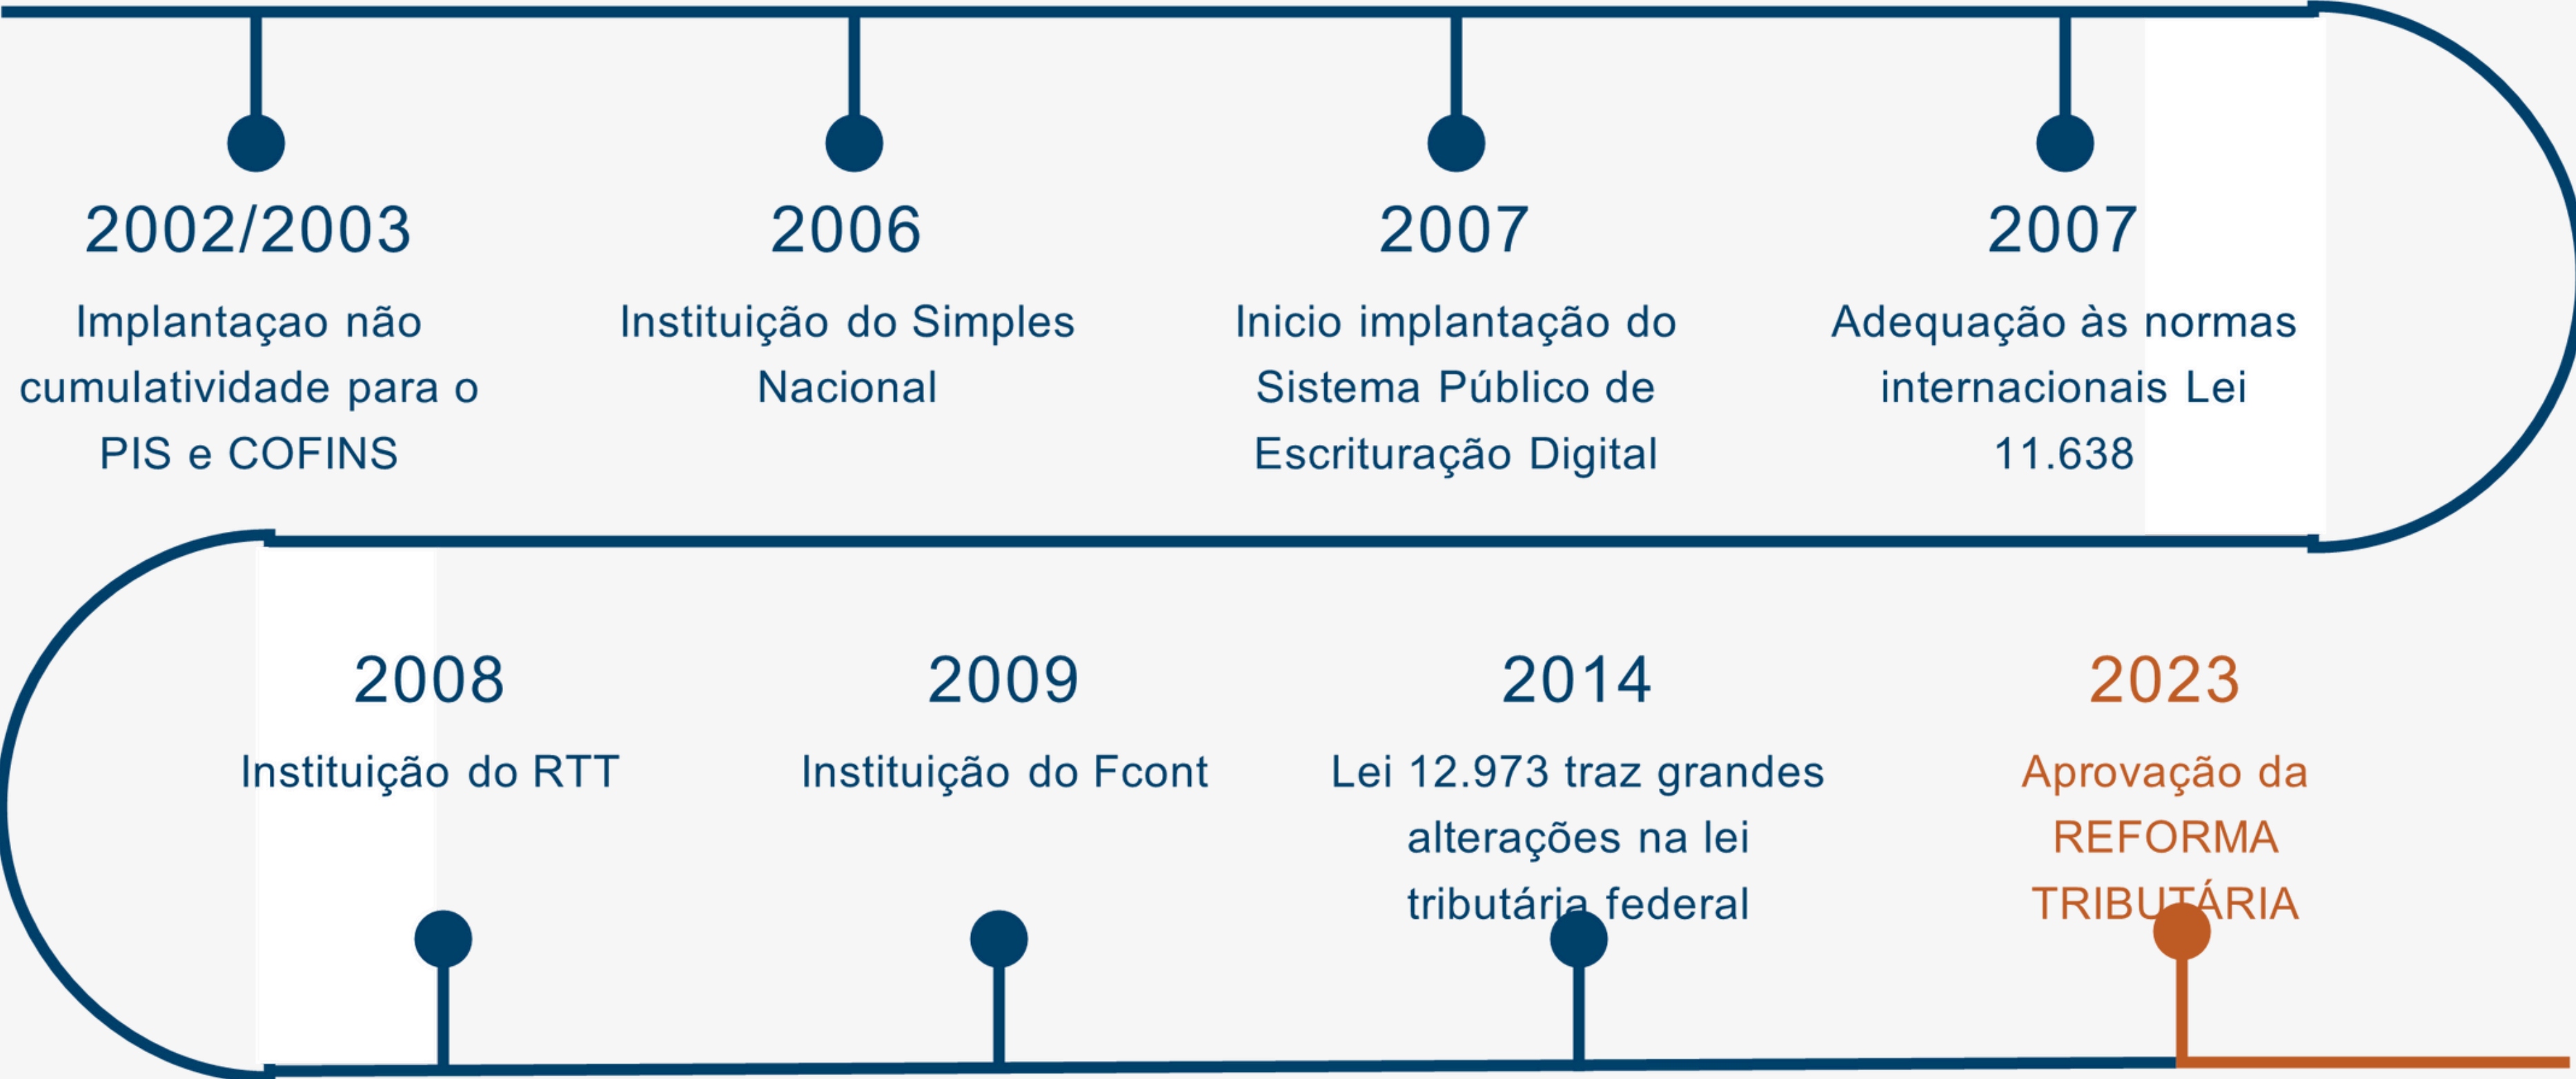 2002/2003
Implantaçao não
cumulatividade para o
PIS e COFINS
2006
Instituição do Simples
Nacional
2007
Inicio implantação do
Sistema Público de
Escrituração Digital
2007
Adequação às normas
internacionais Lei
11.638
2008
Instituição do RTT
2009
Instituição do Fcont
2014
Lei 12.973 traz grandes
alterações na lei
tributária federal
2023
Aprovação da
REFORMA
TRIBUTÁRIA